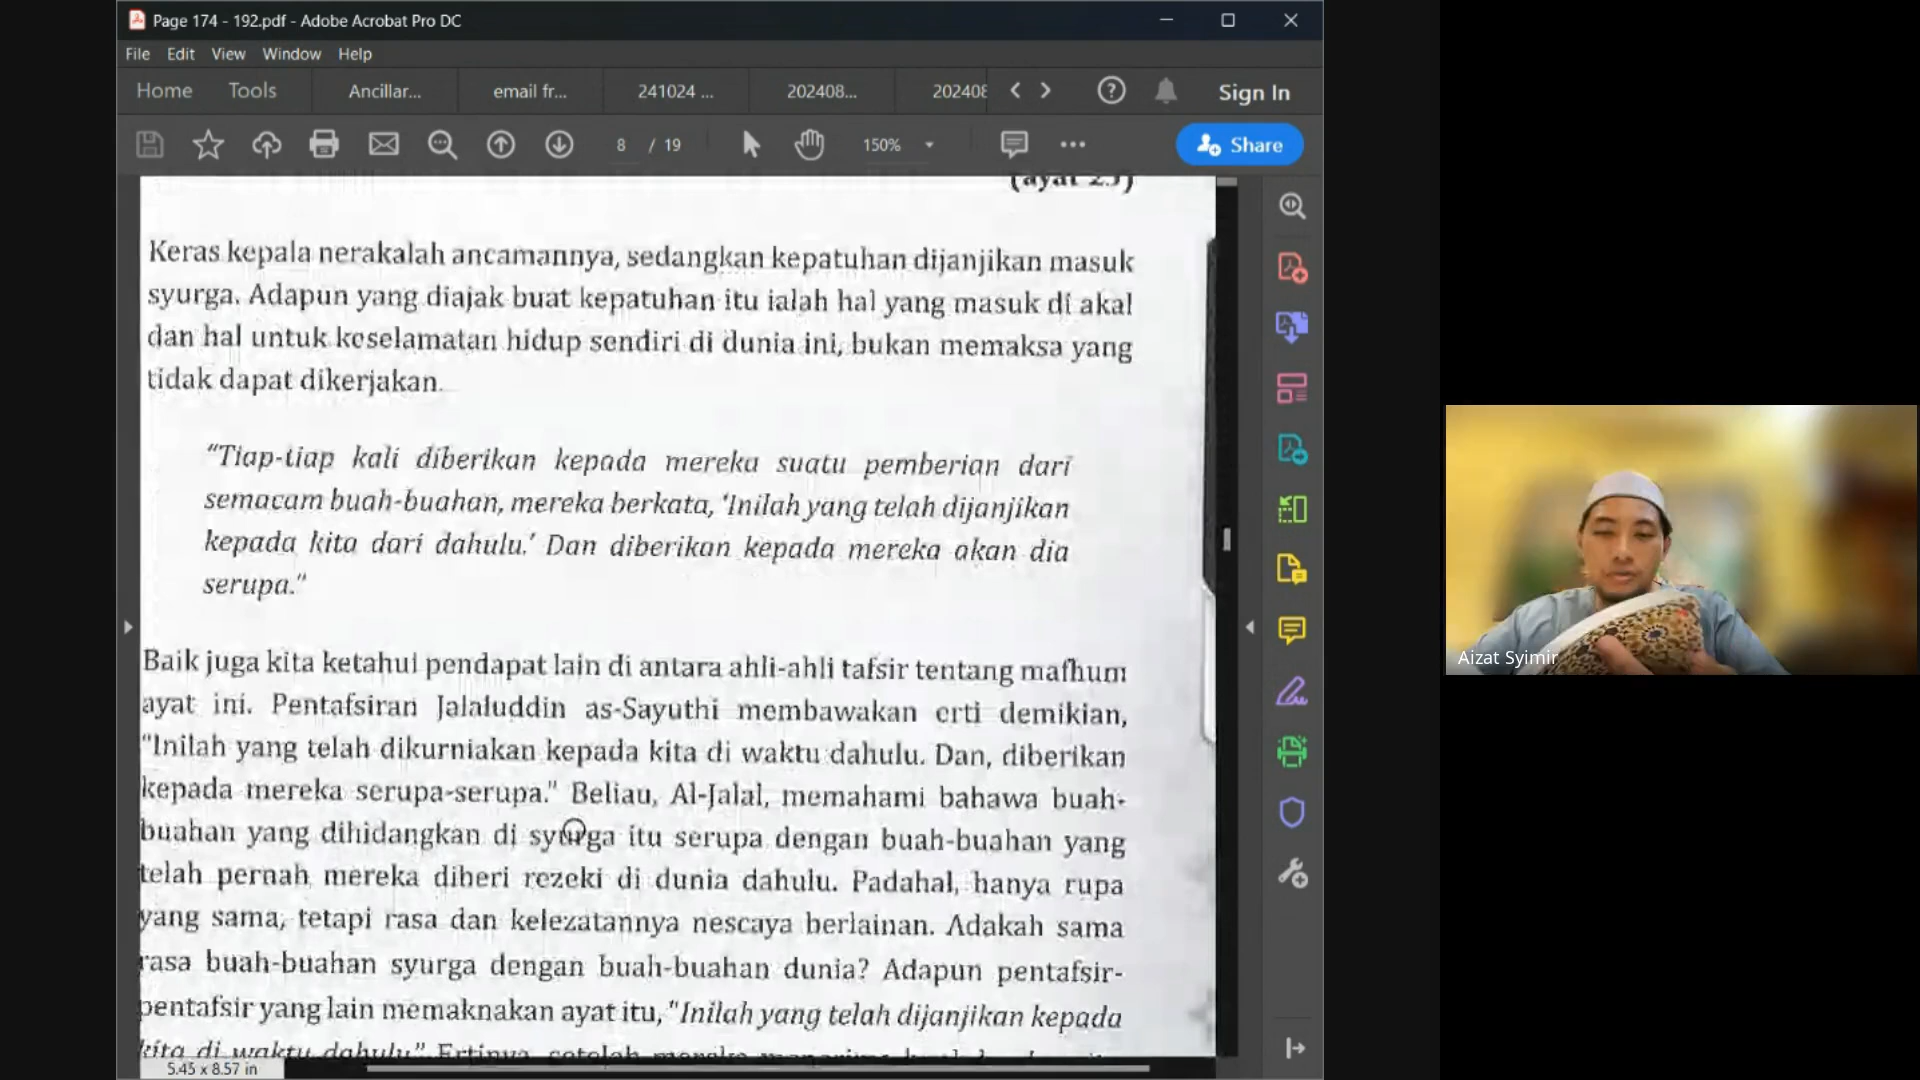 Page 174 - 192.pdf - Adobe Acrobat Pro DC
File Edit View Window Help
Home Tools Ancillar... email fr... 241024 ... 202408... 202408 Sign In
8 / 19 150% Share
(ayat 25)
Keras kepala nerakalah ancamannya, sedangkan kepatuhan dijanjikan masuk
syurga. Adapun yang diajak buat kepatuhan itu ialah hal yang masuk di akal
dan hal untuk keselamatan hidup sendiri di dunia ini, bukan memaksa yang
tidak dapat dikerjakan.
“Tiap-tiap kali diberikan kepada mereka suatu pemberian dari
semacam buah-buahan, mereka berkata, ‘Inilah yang telah dijanjikan
kepada kita dari dahulu.’ Dan diberikan kepada mereka akan dia
serupa.”
Baik juga kita ketahui pendapat lain di antara ahli-ahli tafsir tentang mafhum
ayat ini. Pentafsiran Jalaluddin as-Sayuthi membawakan erti demikian,
“Inilah yang telah dikurniakan kepada kita di waktu dahulu. Dan, diberikan
kepada mereka serupa-serupa.” Beliau, Al-Jalal, memahami bahawa buah-
buahan yang dihidangkan di syurga itu serupa dengan buah-buahan yang
telah pernah mereka diberi rezeki di dunia dahulu. Padahal, hanya rupa
yang sama, tetapi rasa dan kelezatannya nescaya berlainan. Adakah sama
rasa buah-buahan syurga dengan buah-buahan dunia? Adapun pentafsir-
pentafsir yang lain memaknakan ayat itu, “Inilah yang telah dijanjikan kepada
kita di waktu dahulu”. Ertinya, setelah mereka
5.45 x 8.57 in
Aizat Syimir